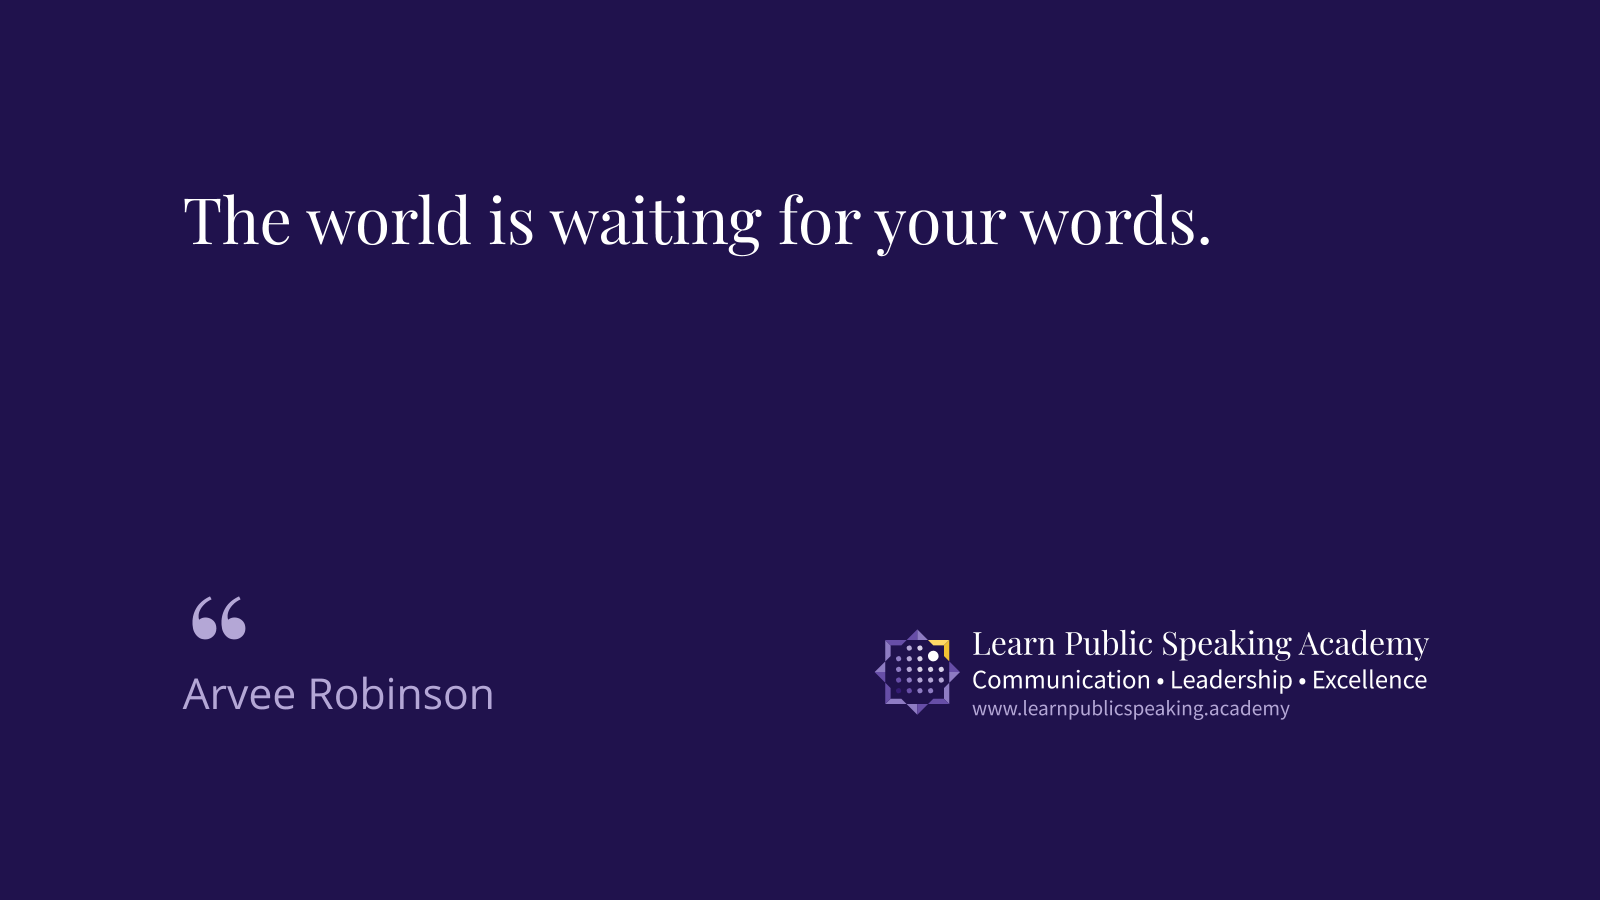 The world is waiting for your words.
“
Arvee Robinson
Learn Public Speaking Academy
Communication • Leadership • Excellence
www.learnpublicspeaking.academy